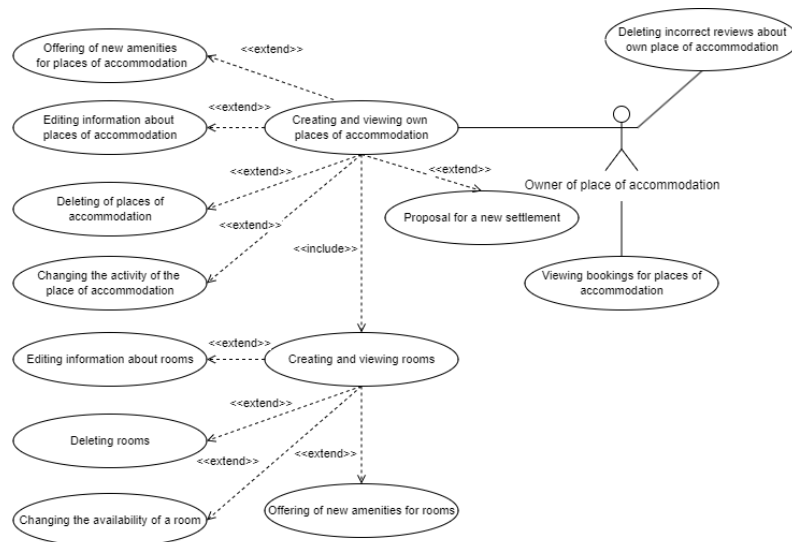 Deleting incorrect reviews about
own place of accommodation
Offering of new amenities
for places of accommodation
<<extend>>
Editing information about
places of accommodation
<<extend>>
Creating and viewing own
places of accommodation
Deleting of places of
accommodation
<<extend>>
<<extend>>
Owner of place of accommodation
Proposal for a new settlement
<<extend>>
Changing the activity of the
place of accommodation
<<include>>
Viewing bookings for places of
accommodation
Editing information about rooms
<<extend>>
Creating and viewing rooms
Deleting rooms
<<extend>>
<<extend>>
<<extend>>
Changing the availability of a room
Offering of new amenities for rooms